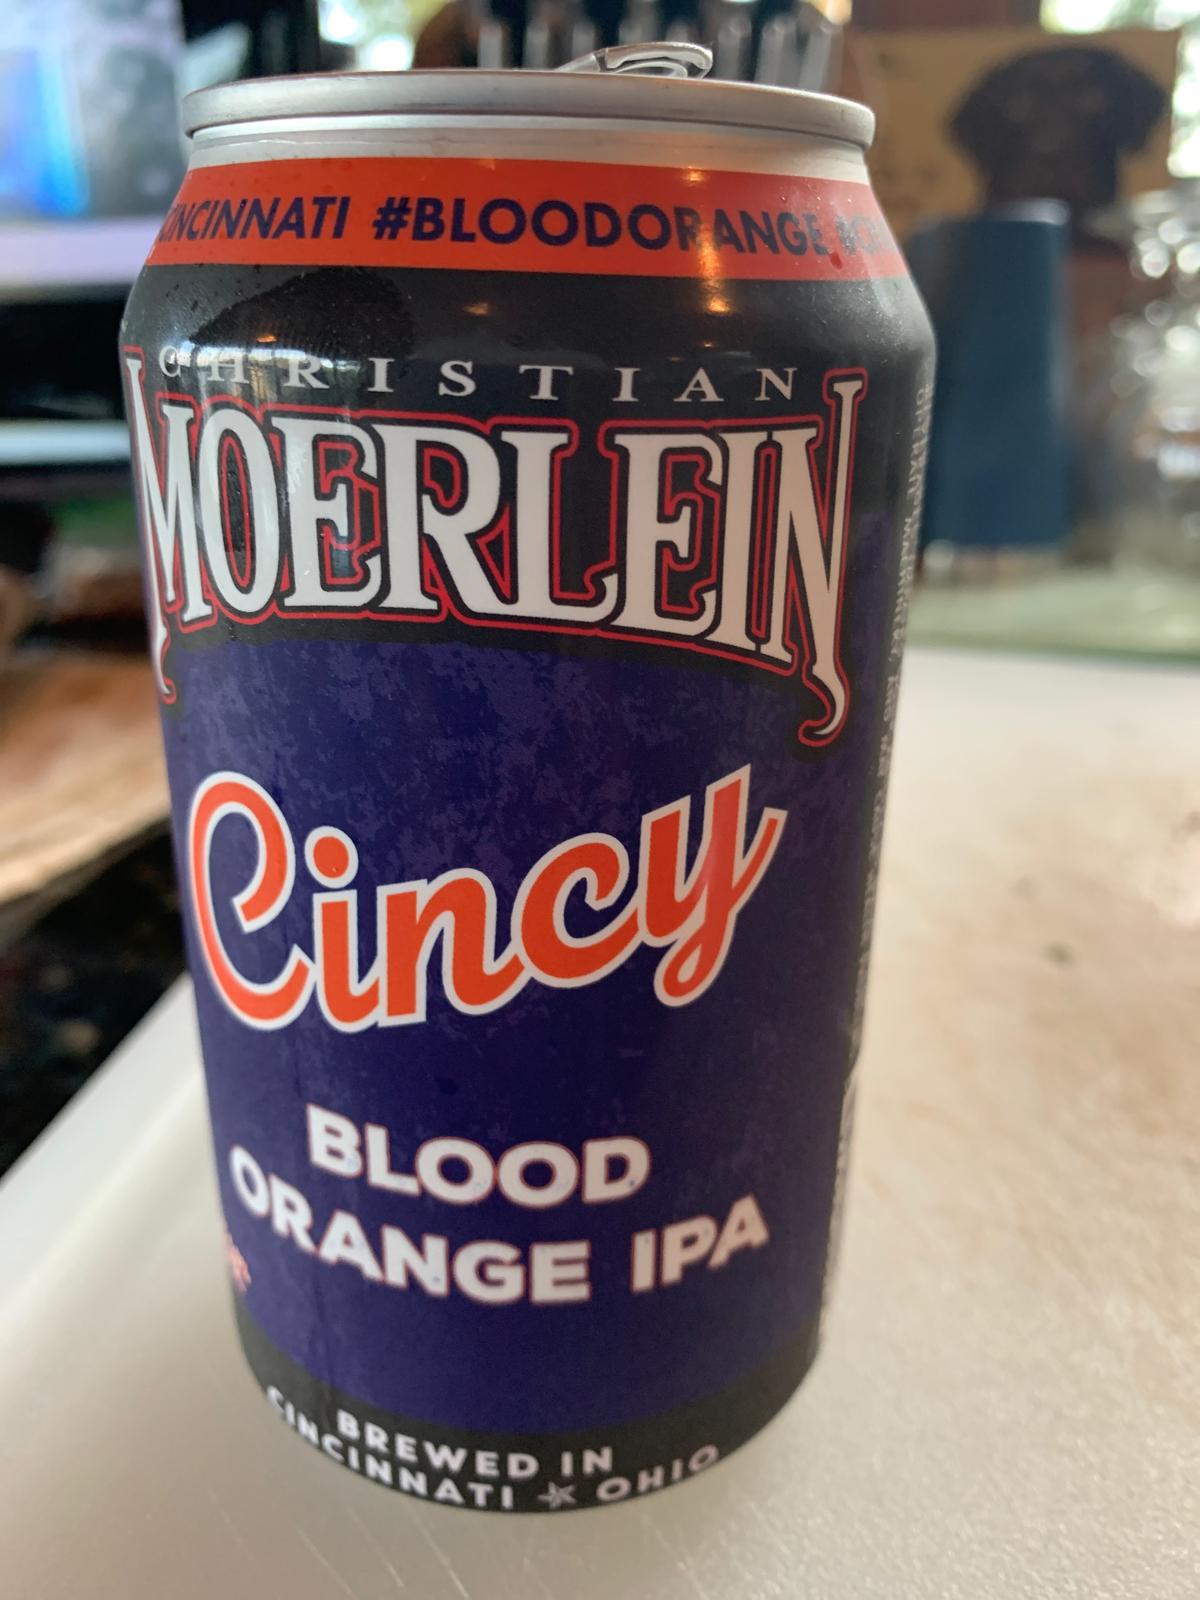 CINCINNATI #BLOODORANGE
CHRISTIAN
MOERLEIN
Cincy
BLOOD
ORANGE IPA
BREWED IN
CINCINNATI ☆ OHIO